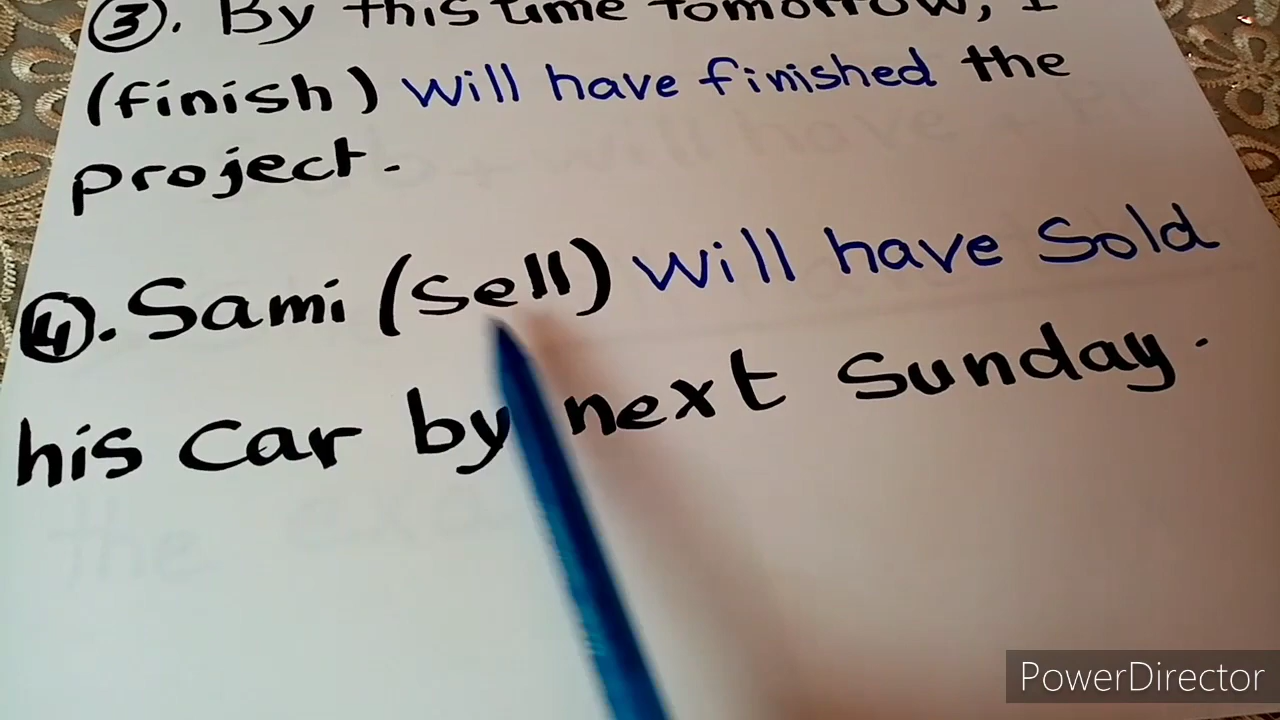 ③. By this time tomorrow, I
(finish) will have finished the
project.
④. Sami (sell) will have sold
his car by next Sunday.
PowerDirector